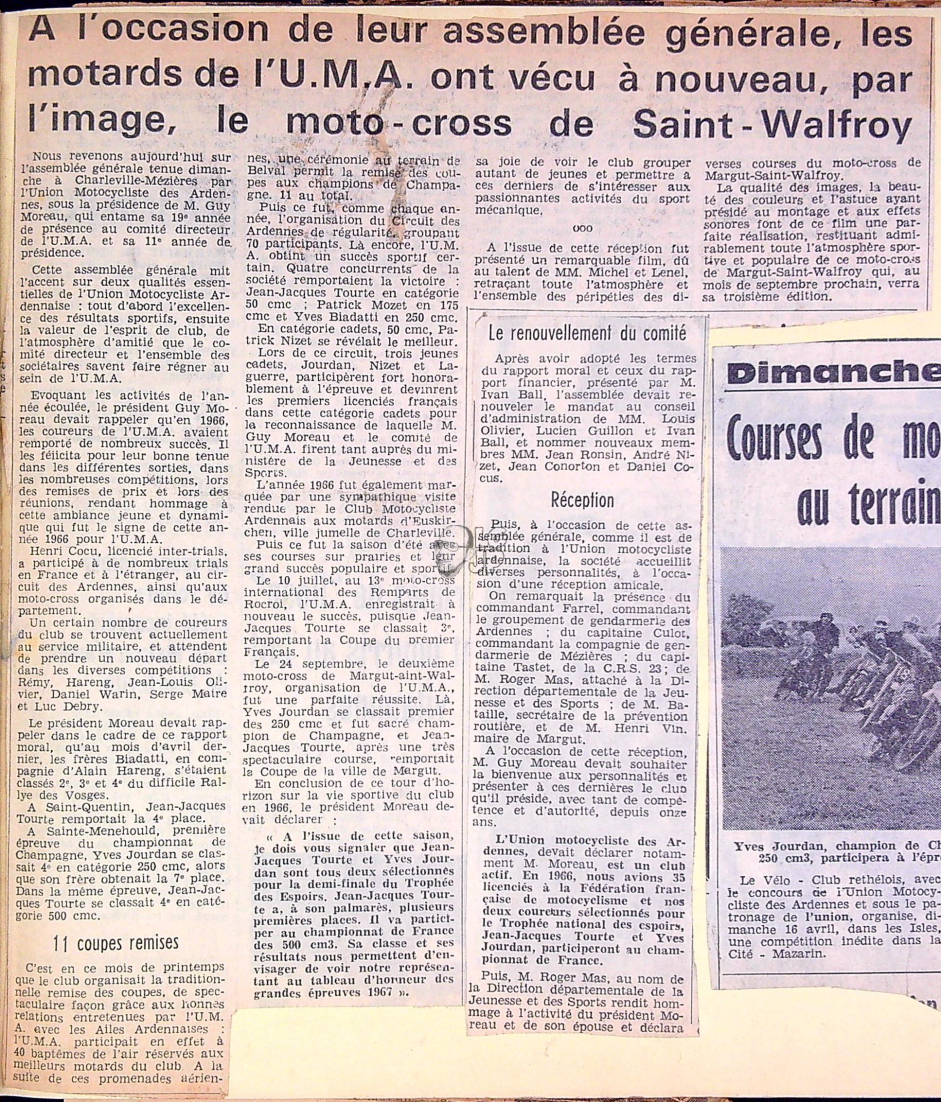 A l'occasion de leur assemblée générale, les
motards de l'U.M.A. ont vécu à nouveau, par
l'image, le moto-cross de Saint-Walfroy
Nous revenons aujourd'hui sur
l'assemblée générale tenue diman-
che à Charleville-Mézières par
l'Union Motocycliste des Arden-
nes, sous la présidence de M. Guy
Moreau, qui entame sa 19e année
de présence au comité directeur
de l'U.M.A. et sa 11e année de
présidence.
Cette assemblée générale mit
l'accent sur deux qualités essen-
tielles de l'Union Motocycliste Ar-
dennaise : tout d'abord l'excellen-
ce des résultats sportifs, ensuite
la valeur de l'esprit de club, de
l'atmosphère d'amitié que le co-
mité directeur et l'ensemble des
sociétaires savent faire régner au
sein de l'U.M.A.
Evoquant les activités de l'an-
née écoulée, le président Guy Mo-
reau devait rappeler qu'en 1966,
les coureurs de l'U.M.A. avaient
remporté de nombreux succès. Il
les félicita pour leur bonne tenue
dans les différentes sorties, dans
les nombreuses compétitions, lors
des remises de prix et lors des
réunions, rendant hommage à
cette ambiance jeune et dynami-
que qui fut le signe de cette an-
née 1966 pour l'U.M.A.
Henri Cocu, licencié inter-trials,
a participé à de nombreux trials
en France et à l'étranger, au cir-
cuit des Ardennes, ainsi qu'aux
moto-cross organisés dans le dé-
partement.
Un certain nombre de coureurs
du club se trouvent actuellement
au service militaire, et attendent
de prendre un nouveau départ
dans les diverses compétitions :
Rémy, Hareng, Jean-Louis Oli-
vier, Daniel Warin, Serge Maire
et Luc Debry.
Le président Moreau devait rap-
peler dans le cadre de ce rapport
moral, qu'au mois d'avril der-
nier, les frères Biadatti, en com-
pagnie d'Alain Hareng, s'étaient
classés 2e, 3e et 4e du difficile Ral-
lye des Vosges.
A Saint-Quentin, Jean-Jacques
Tourte remportait la 4e place.
A Sainte-Menehould, première
épreuve du championnat de
Champagne, Yves Jourdan se clas-
sait 4e en catégorie 250 cmc, alors
que son frère obtenait la 7e place.
Dans la même épreuve, Jean-Jac-
ques Tourte se classait 4e en caté-
gorie 500 cmc.
11 coupes remises
C'est en ce mois de printemps
que le club organisait la tradition-
nelle remise des coupes, de spec-
taculaire façon grâce aux bonnes
relations entretenues par l'U.M.
A. avec les Ailes Ardennaises :
l'U.M.A. participait en effet à
40 baptêmes de l'air réservés aux
meilleurs motards du club. A la
suite de ces promenades aérien-
nes, une cérémonie au terrain de
Belval permit la remise des cou-
pes aux champions de Champa-
gne. 11 au total.
Puis ce fut, comme chaque an-
née, l'organisation du Circuit des
Ardennes de régularité, groupant
70 participants. Là encore, l'U.M.
A. obtint un succès sportif cer-
tain. Quatre concurrents de la
société remportaient la victoire :
Jean-Jacques Tourte en catégorie
50 cmc ; Patrick Mozet en 175
cmc et Yves Biadatti en 250 cmc.
En catégorie cadets, 50 cmc, Pa-
trick Nizet se révélait le meilleur.
Lors de ce circuit, trois jeunes
cadets, Jourdan, Nizet et La-
guerre, participèrent fort honora-
blement à l'épreuve et devinrent
les premiers licenciés français
dans cette catégorie cadets pour
la reconnaissance de laquelle M.
Guy Moreau et le comité de
l'U.M.A. firent tant auprès du mi-
nistère de la Jeunesse et des
Sports.
L'année 1966 fut également mar-
quée par une sympathique visite
rendue par le Club Motocycliste
Ardennais aux motards d'Euskir-
chen, ville jumelle de Charleville.
Puis ce fut la saison d'été avec
ses courses sur prairies et leur
grand succès populaire et sportif.
Le 10 juillet, au 13e moto-cross
international des Remparts de
Rocroi, l'U.M.A. enregistrait à
nouveau le succès, puisque Jean-
Jacques Tourte se classait 3e,
remportant la Coupe du premier
Français.
Le 24 septembre, le deuxième
moto-cross de Margut-aint-Wal-
froy, organisation de l'U.M.A.,
fut une parfaite réussite. Là,
Yves Jourdan se classait premier
des 250 cmc et fut sacré cham-
pion de Champagne, et Jean-
Jacques Tourte, après une très
spectaculaire course, remportait
la Coupe de la ville de Margut.
En conclusion de ce tour d'ho-
rizon sur la vie sportive du club
en 1966, le président Moreau de-
vait déclarer :
« A l'issue de cette saison,
je dois vous signaler que Jean-
Jacques Tourte et Yves Jour-
dan sont tous deux sélectionnés
pour la demi-finale du Trophée
des Espoirs. Jean-Jacques Tour-
te a, à son palmarès, plusieurs
premières places. Il va partici-
per au championnat de France
des 500 cm3. Sa classe et ses
résultats nous permettent d'en-
visager de voir notre représen-
tant au tableau d'honneur des
grandes épreuves 1967 ».
sa joie de voir le club grouper
autant de jeunes et permettre à
ces derniers de s'intéresser aux
passionnantes activités du sport
mécanique.
ooo
A l'issue de cette réception fut
présenté un remarquable film, dû
au talent de MM. Michel et Lenel,
retraçant toute l'atmosphère et
l'ensemble des péripéties des di-
verses courses du moto-cross de
Margut-Saint-Walfroy.
La qualité des images, la beau-
té des couleurs et l'astuce ayant
présidé au montage et aux effets
sonores font de ce film une par-
faite réalisation, restituant admi-
rablement toute l'atmosphère spor-
tive et populaire de ce moto-cross
de Margut-Saint-Walfroy qui, au
mois de septembre prochain, verra
sa troisième édition.
Le renouvellement du comité
Après avoir adopté les termes
du rapport moral et ceux du rap-
port financier, présenté par M.
Ivan Ball, l'assemblée devait re-
nouveler le mandat au conseil
d'administration de MM. Louis
Olivier, Lucien Guillon et Ivan
Ball, et nommer nouveaux mem-
bres MM. Jean Ronsin, André Ni-
zet, Jean Conorton et Daniel Co-
cus.
Réception
Puis, à l'occasion de cette as-
semblée générale, comme il est de
tradition à l'Union motocycliste
ardennaise, la société accueillit
diverses personnalités, à l'occa-
sion d'une réception amicale.
On remarquait la présence du
commandant Farrel, commandant
le groupement de gendarmerie des
Ardennes ; du capitaine Culot,
commandant la compagnie de gen-
darmerie de Mézières ; du capi-
taine Tastet, de la C.R.S. 23 ; de
M. Roger Mas, attaché à la Di-
rection départementale de la Jeu-
nesse et des Sports ; de M. Ba-
taille, secrétaire de la prévention
routière, et de M. Henri Vin,
maire de Margut.
A l'occasion de cette réception,
M. Guy Moreau devait souhaiter
la bienvenue aux personnalités et
présenter à ces dernières le club
qu'il préside, avec tant de compé-
tence et d'autorité, depuis onze
ans.
L'Union motocycliste des Ar-
dennes, devait déclarer notam-
ment M. Moreau, est un club
actif. En 1966, nous avions 35
licenciés à la Fédération fran-
çaise de motocyclisme et nos
deux coureurs sélectionnés pour
le Trophée national des espoirs,
Jean-Jacques Tourte et Yves
Jourdan, participeront au cham-
pionnat de France.
Puis, M. Roger Mas, au nom de
la Direction départementale de la
Jeunesse et des Sports rendit hom-
mage à l'activité du président Mo-
reau et de son épouse et déclara
Dimanche
Courses de mo
au terrain
Yves Jourdan, champion de Ch
250 cm3, participera à l'épr
Le Vélo-Club rethélois, avec
le concours de l'Union Motocy-
cliste des Ardennes et sous le pa-
tronage de l'union, organise, di-
manche 16 avril, dans les Isles,
une compétition inédite dans la
Cité-Mazarin.